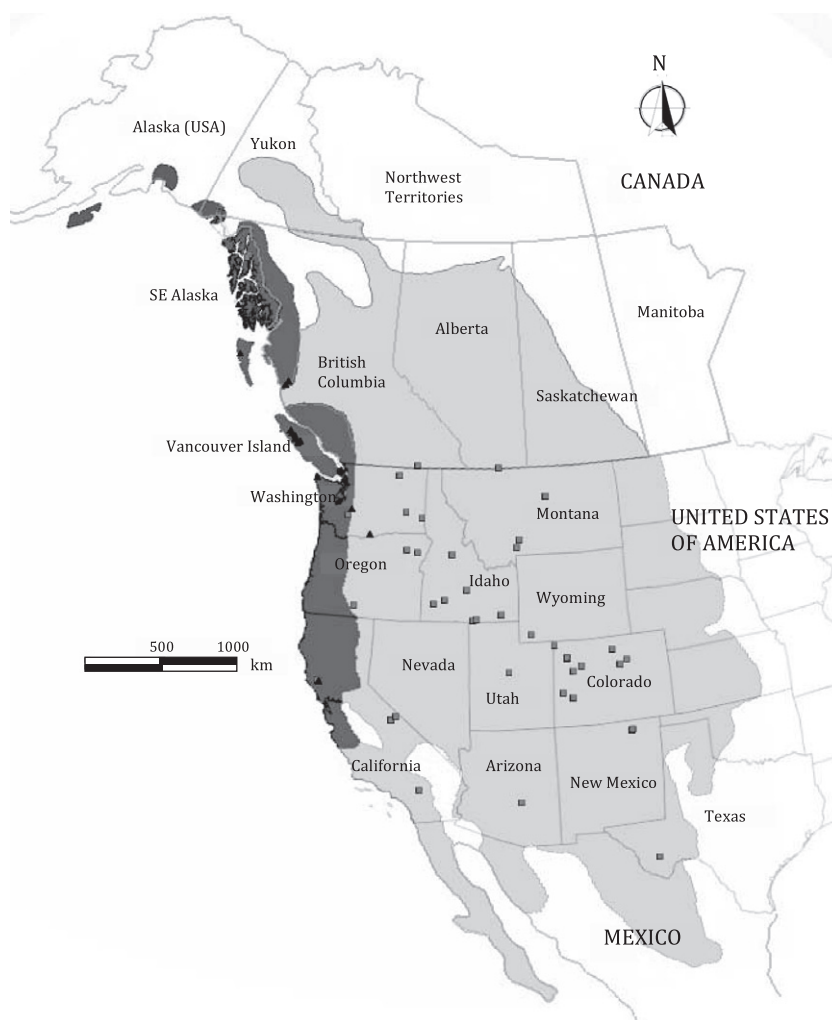 N
Alaska (USA)
Yukon
Northwest
Territories
CANADA
SE Alaska
Manitoba
Alberta
British
Columbia
Saskatchewan
Vancouver Island
Washington
Montana
UNITED STATES
OF AMERICA
Oregon
Idaho
Wyoming
500
1000
km
Nevada
Utah
Colorado
California
Arizona
New Mexico
Texas
MEXICO